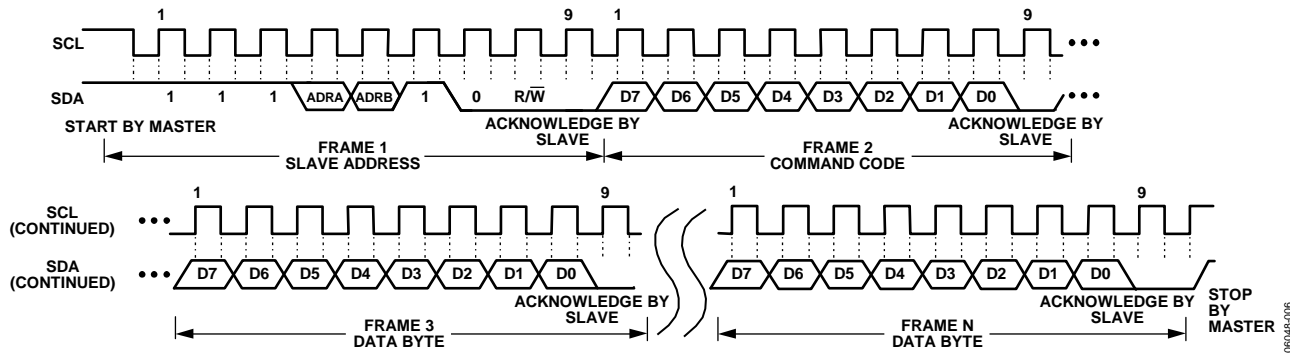 1 9 1 9
SCL •••
SDA 1 1 1 ADRA ADRB 1 0 R/W̅ D7 D6 D5 D4 D3 D2 D1 D0 •••
START BY MASTER ACKNOWLEDGE BY SLAVE ACKNOWLEDGE BY SLAVE
FRAME 1 SLAVE ADDRESS FRAME 2 COMMAND CODE
1 9 1 9
SCL (CONTINUED) •••
SDA (CONTINUED) ••• D7 D6 D5 D4 D3 D2 D1 D0 D7 D6 D5 D4 D3 D2 D1 D0
ACKNOWLEDGE BY SLAVE ACKNOWLEDGE BY SLAVE STOP BY MASTER
FRAME 3 DATA BYTE FRAME N DATA BYTE
06048-006